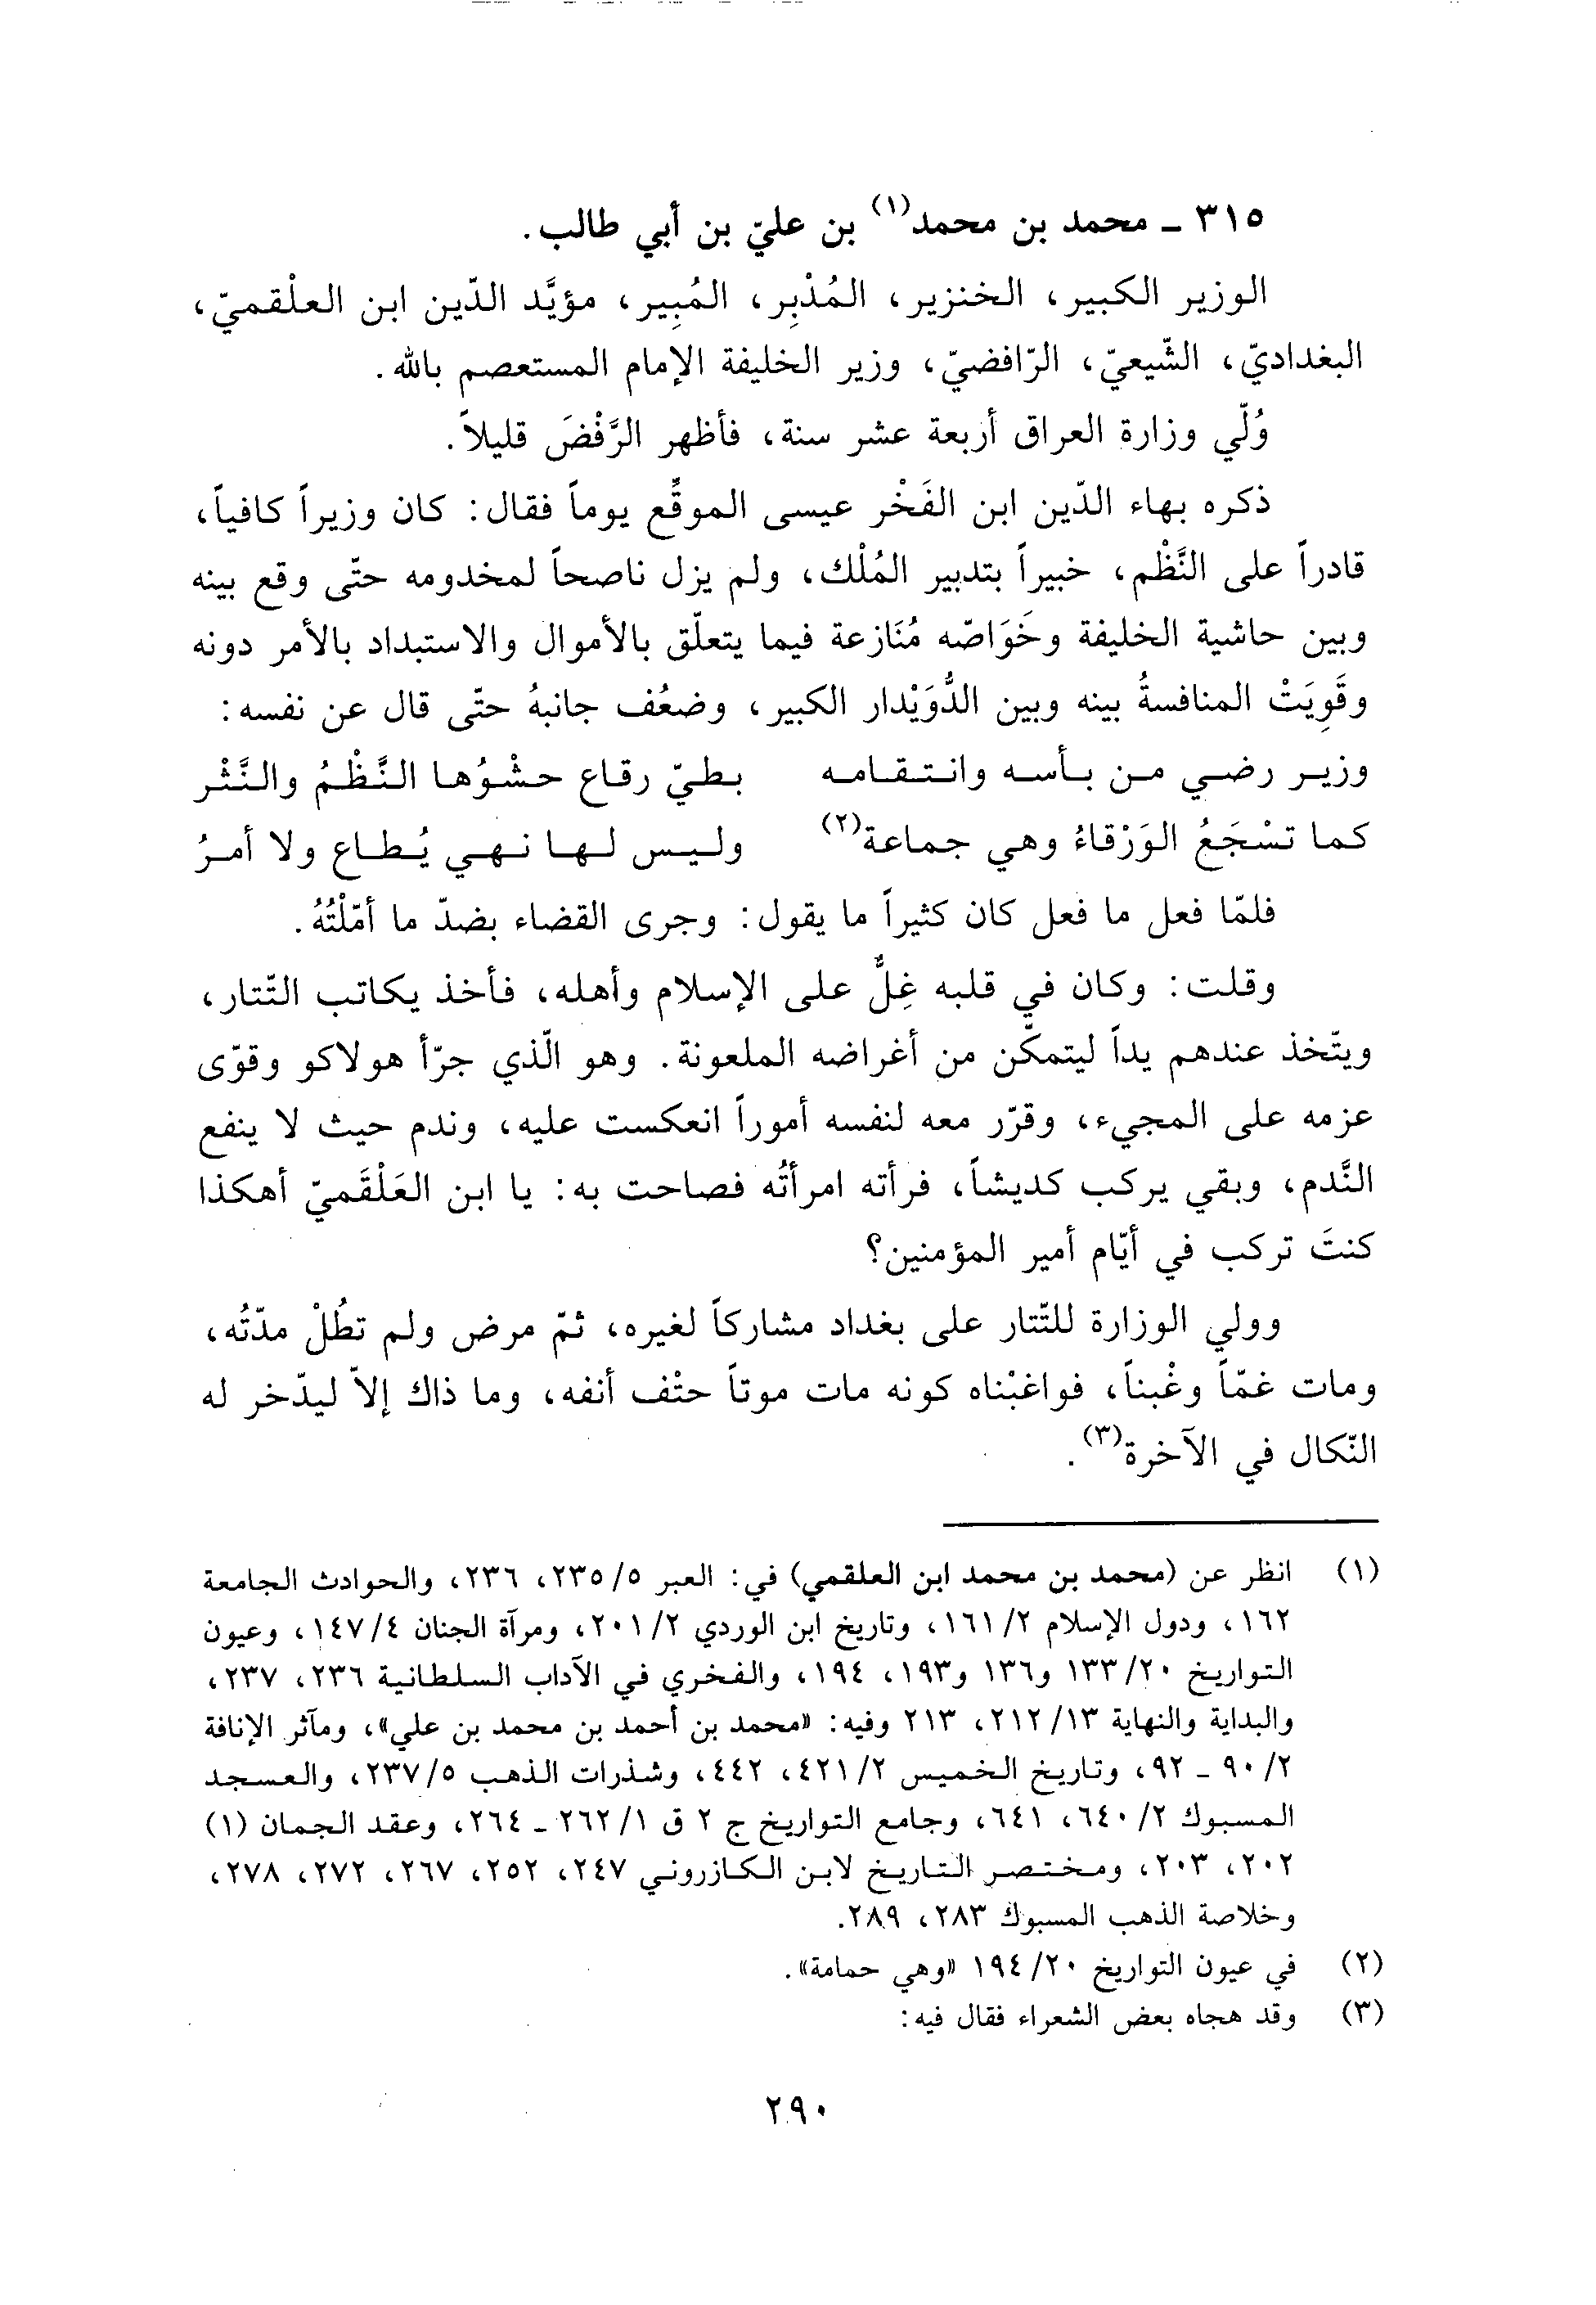 ٣١٥ ـ محمد بن محمد(١) بن عليّ بن أبي طالب.
الوزير الكبير، الخنزير، المُدْبِر، المُبِير، مؤيَّد الدّين ابن العلْقميّ،
البغداديّ، الشّيعيّ، الرّافضيّ، وزير الخليفة الإمام المستعصم بالله.
وُلّي وزارة العراق أربعة عشر سنة، فأظهر الرَّفْضَ قليلاً.
ذكره بهاء الدّين ابن الفَخْر عيسى الموقِّع يوماً فقال: كان وزيراً كافياً،
قادراً على النَّظْم، خبيراً بتدبير المُلْك، ولم يزل ناصحاً لمخدومه حتّى وقع بينه
وبين حاشية الخليفة وخَوَاصّه مُنَازعة فيما يتعلّق بالأموال والاستبداد بالأمر دونه
وقَوِيَتْ المنافسةُ بينه وبين الدُّوَيْدار الكبير، وضعُف جانبهُ حتّى قال عن نفسه:
وزير رضي من بأسه وانتقامه بطيّ رقاع حشْوُها النَّظْمُ والنَّثْر
كما تسْجَعُ الوَرْقاءُ وهي جماعة(٢) وليس لها نهي يُطاع ولا أمرُ
فلمّا فعل ما فعل كان كثيراً ما يقول: وجرى القضاء بضدّ ما أمّلْتُهُ.
وقلت: وكان في قلبه غِلٌّ على الإسلام وأهله، فأخذ يكاتب التّتار،
ويتّخذ عندهم يداً ليتمكّن من أغراضه الملعونة. وهو الّذي جرّأ هولاكو وقوّى
عزمه على المجيء، وقرّر معه لنفسه أموراً انعكست عليه، وندم حيث لا ينفع
النَّدم، وبقي يركب كديشاً، فرأته امرأتُه فصاحت به: يا ابن العَلْقَميّ أهكذا
كنتَ تركب في أيّام أمير المؤمنين؟
وولي الوزارة للتّتار على بغداد مشاركاً لغيره، ثمّ مرض ولم تطُلْ مدّتُه،
ومات غمّاً وغْبناً، فواغبْناه كونه مات موتاً حتْف أنفه، وما ذاك إلاّ ليدّخر له
النّكال في الآخرة(٣).
(١) انظر عن (محمد بن محمد ابن العلقمي) في: العبر ٢٣٥/٥، ٢٣٦، والحوادث الجامعة
١٦٢، ودول الإسلام ١٦١/٢، وتاريخ ابن الوردي ٢٠١/٢، ومرآة الجنان ١٤٧/٤، وعيون
التواريخ ١٣٣/٢٠ و١٣٦ و١٩٣، ١٩٤، والفخري في الآداب السلطانية ٢٣٦، ٢٣٧،
والبداية والنهاية ٢١٢/١٣، ٢١٣ وفيه: «محمد بن أحمد بن محمد بن علي»، ومآثر الإنافة
٩٠/٢ ـ ٩٢، وتاريخ الخميس ٤٢١/٢، ٤٤٢، وشذرات الذهب ٢٣٧/٥، والعسجد
المسبوك ٦٤٠/٢، ٦٤١، وجامع التواريخ ج ٢ ق ٢٦٢/١ ـ ٢٦٤، وعقد الجمان (١)
٢٠٢، ٢٠٣، ومختصر التاريخ لابن الكازروني ٢٤٧، ٢٥٢، ٢٦٧، ٢٧٢، ٢٧٨،
وخلاصة الذهب المسبوك ٢٨٣، ٢٨٩.
(٢) في عيون التواريخ ١٩٤/٢٠ «وهي حمامة».
(٣) وقد هجاه بعض الشعراء فقال فيه:
٢٩٠